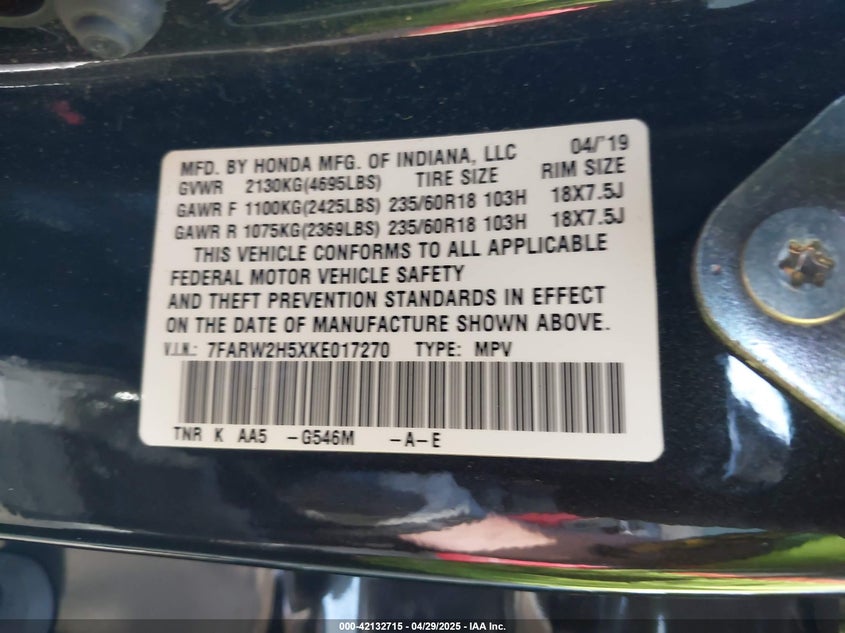 MFD. BY HONDA MFG. OF INDIANA, LLC 04/'19
GVWR 2130KG(4695LBS) TIRE SIZE RIM SIZE
GAWR F 1100KG(2425LBS) 235/60R18 103H 18X7.5J
GAWR R 1075KG(2369LBS) 235/60R18 103H 18X7.5J
THIS VEHICLE CONFORMS TO ALL APPLICABLE
FEDERAL MOTOR VEHICLE SAFETY
AND THEFT PREVENTION STANDARDS IN EFFECT
ON THE DATE OF MANUFACTURE SHOWN ABOVE.
V.I.N.: 7FARW2H5XKE017270 TYPE: MPV
TNR K AA5 -G546M -A-E
000-42132715 - 04/29/2025 - IAA Inc.